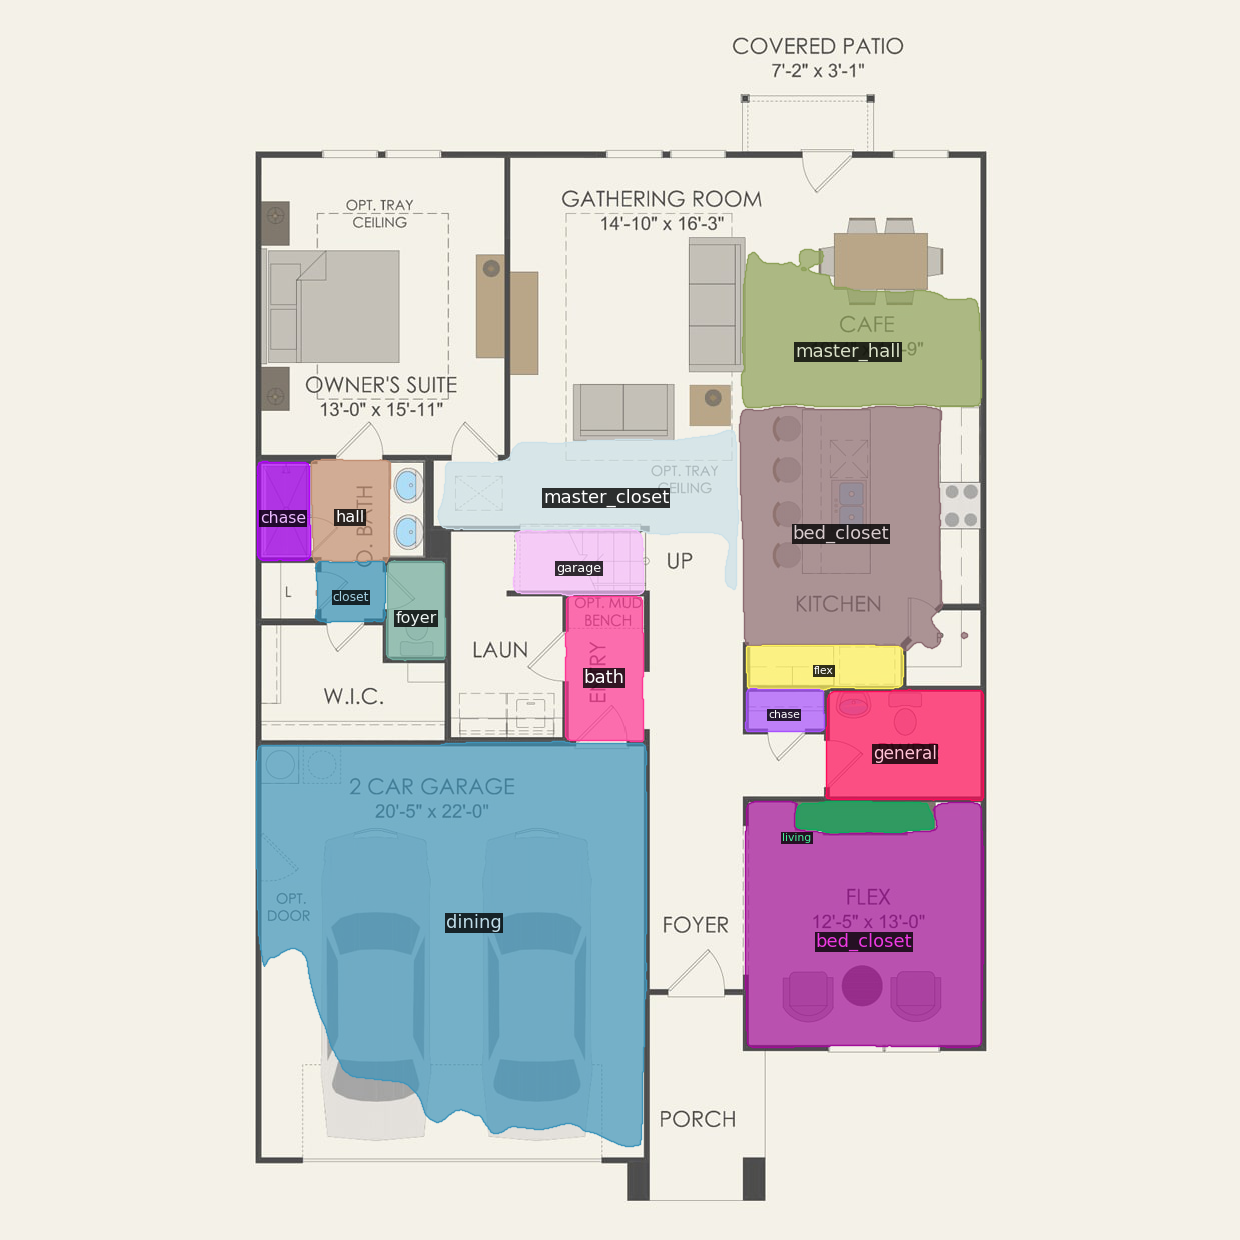 COVERED PATIO
7'-2" x 3'-1"
GATHERING ROOM
14'-10" x 16'-3"
OPT. TRAY
CEILING
CAFE
-9"
master_hall
OWNER'S SUITE
13'-0" x 15'-11"
OPT. TRAY
CEILING
master_closet
chase
hall
O. BATH
bed_closet
UP
garage
L
closet
foyer
OPT. MUD
BENCH
KITCHEN
LAUN
ENTRY
bath
flex
W.I.C.
chase
general
2 CAR GARAGE
20'-5" x 22'-0"
living
OPT.
DOOR
dining
FOYER
FLEX
12'-5" x 13'-0"
bed_closet
PORCH